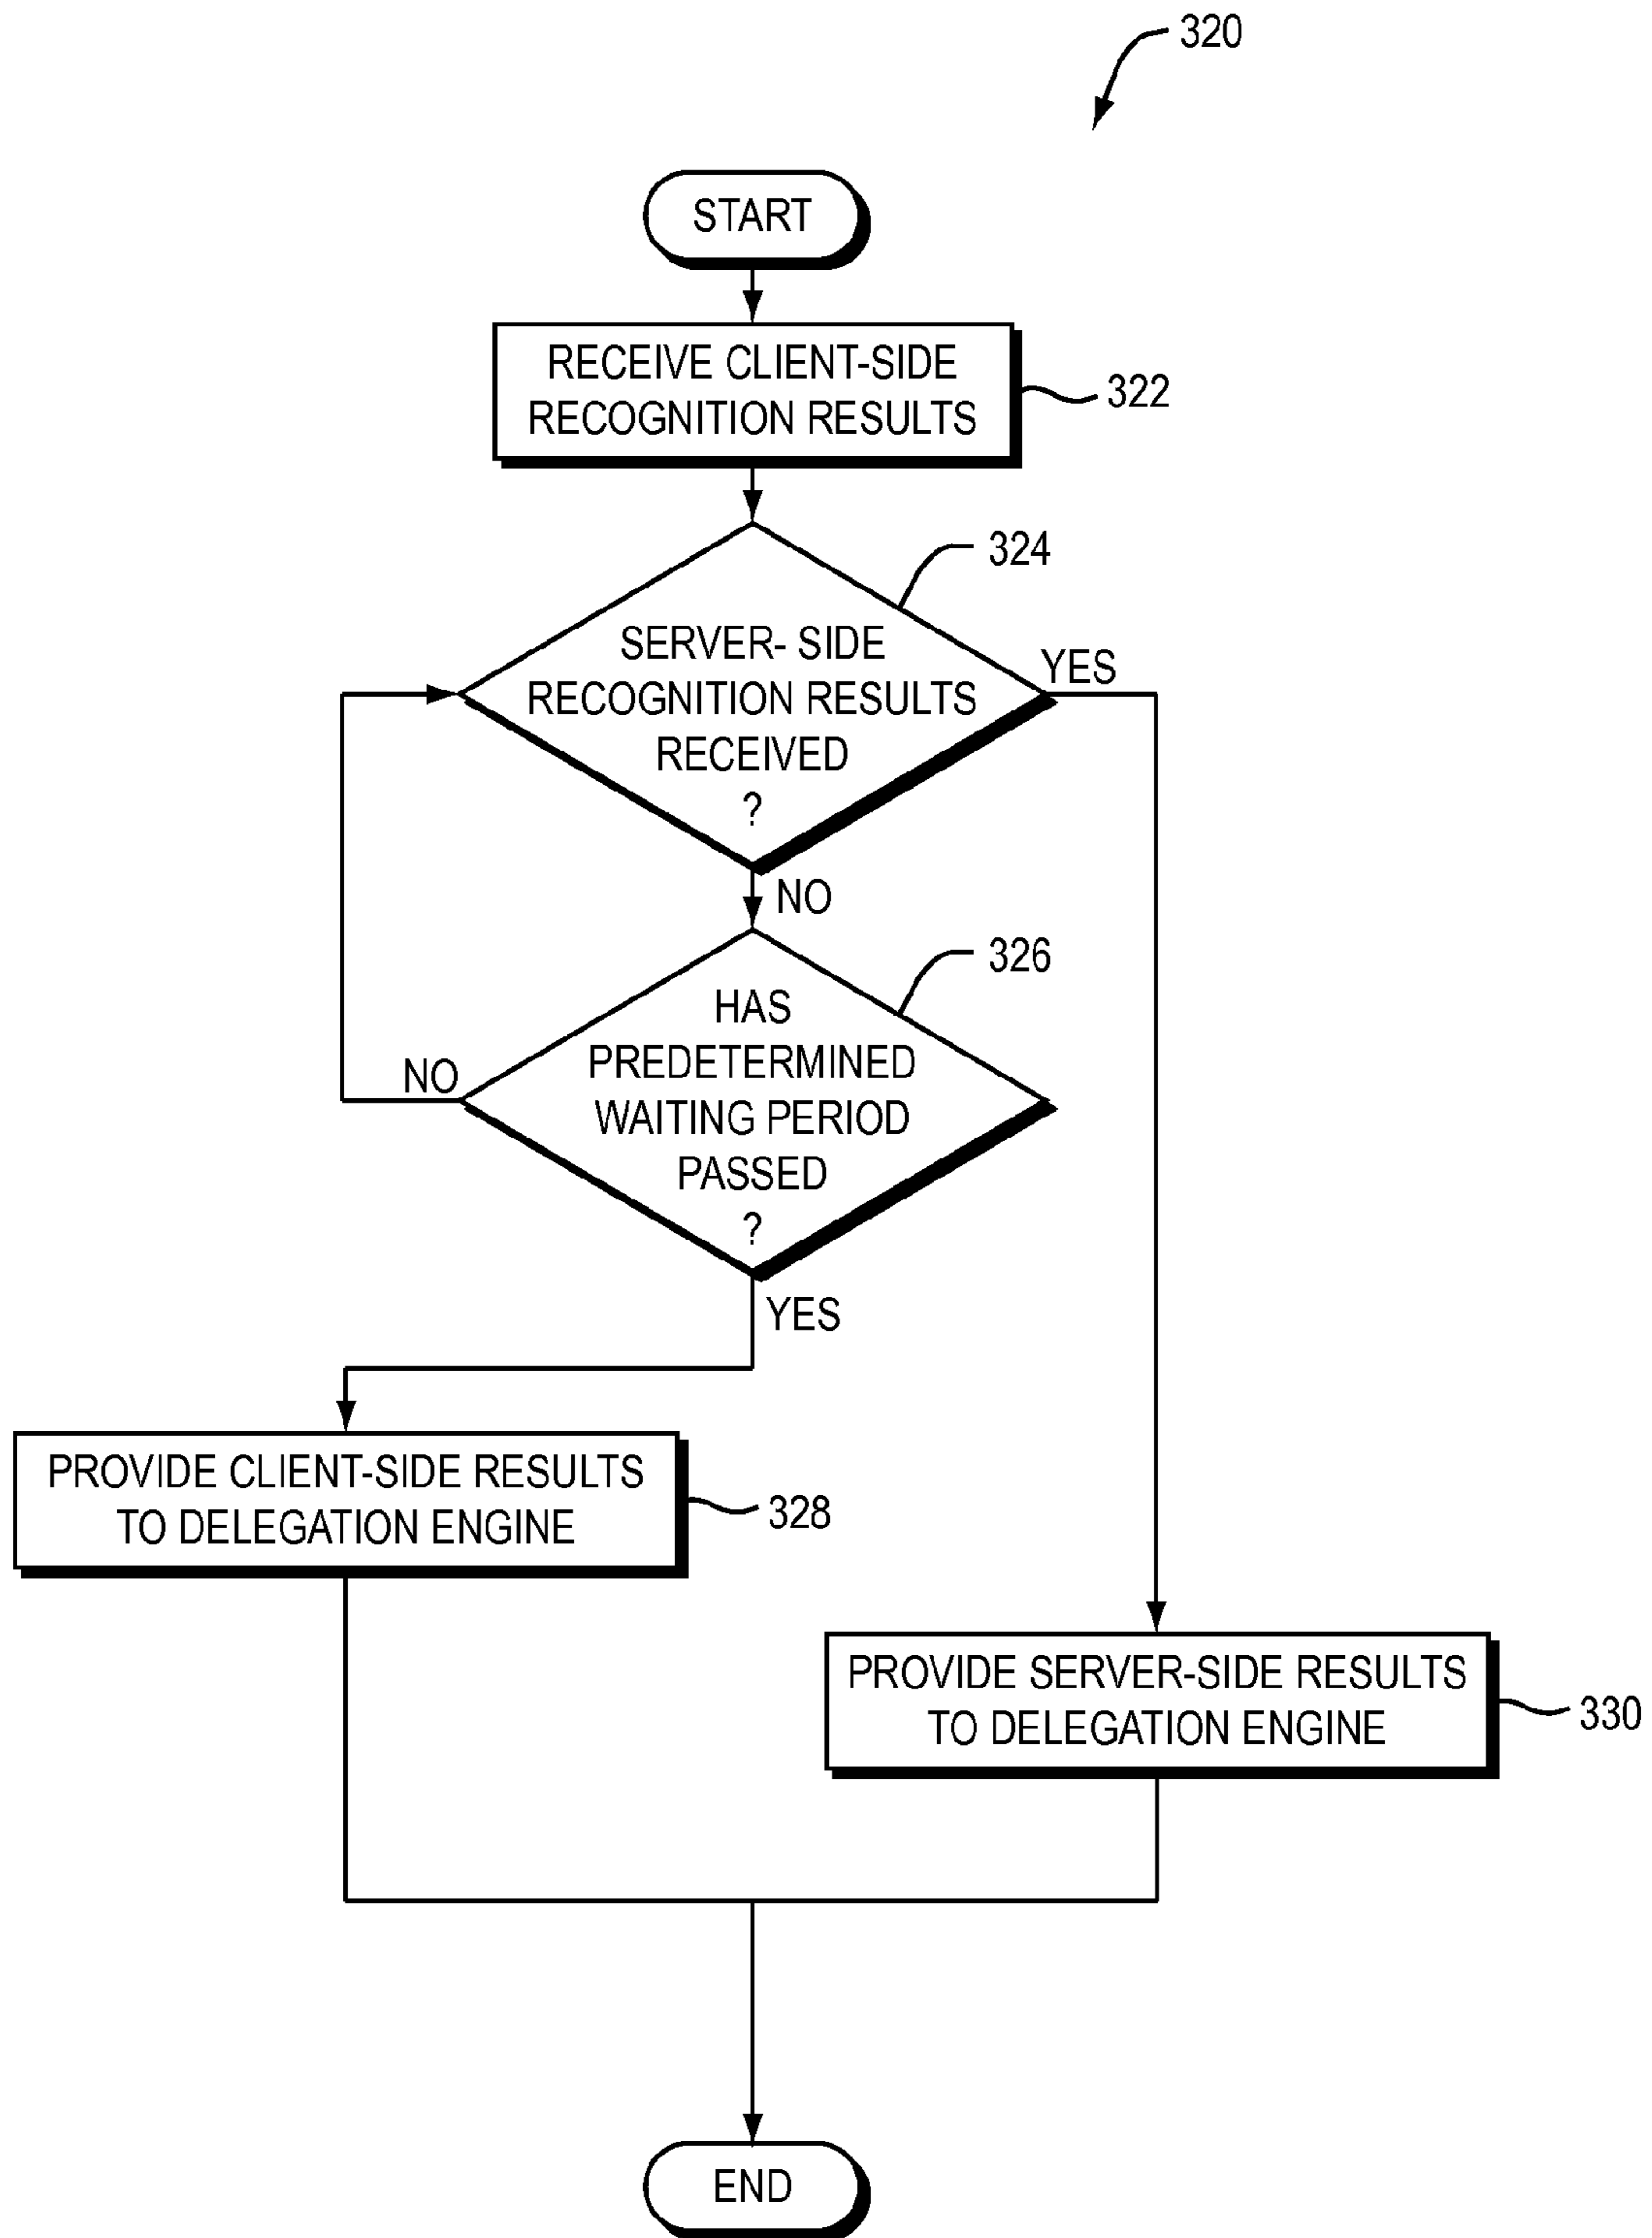 320
START
RECEIVE CLIENT-SIDE
RECOGNITION RESULTS
322
324
SERVER- SIDE
RECOGNITION RESULTS
RECEIVED
?
YES
NO
326
HAS
PREDETERMINED
WAITING PERIOD
PASSED
?
NO
YES
PROVIDE CLIENT-SIDE RESULTS
TO DELEGATION ENGINE
328
PROVIDE SERVER-SIDE RESULTS
TO DELEGATION ENGINE
330
END